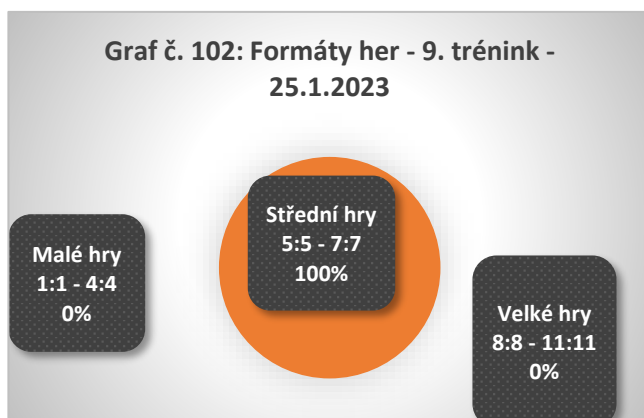 Graf č. 102: Formáty her - 9. trénink -
25.1.2023
Střední hry
5:5 - 7:7
100%
Malé hry
1:1 - 4:4
0%
Velké hry
8:8 - 11:11
0%